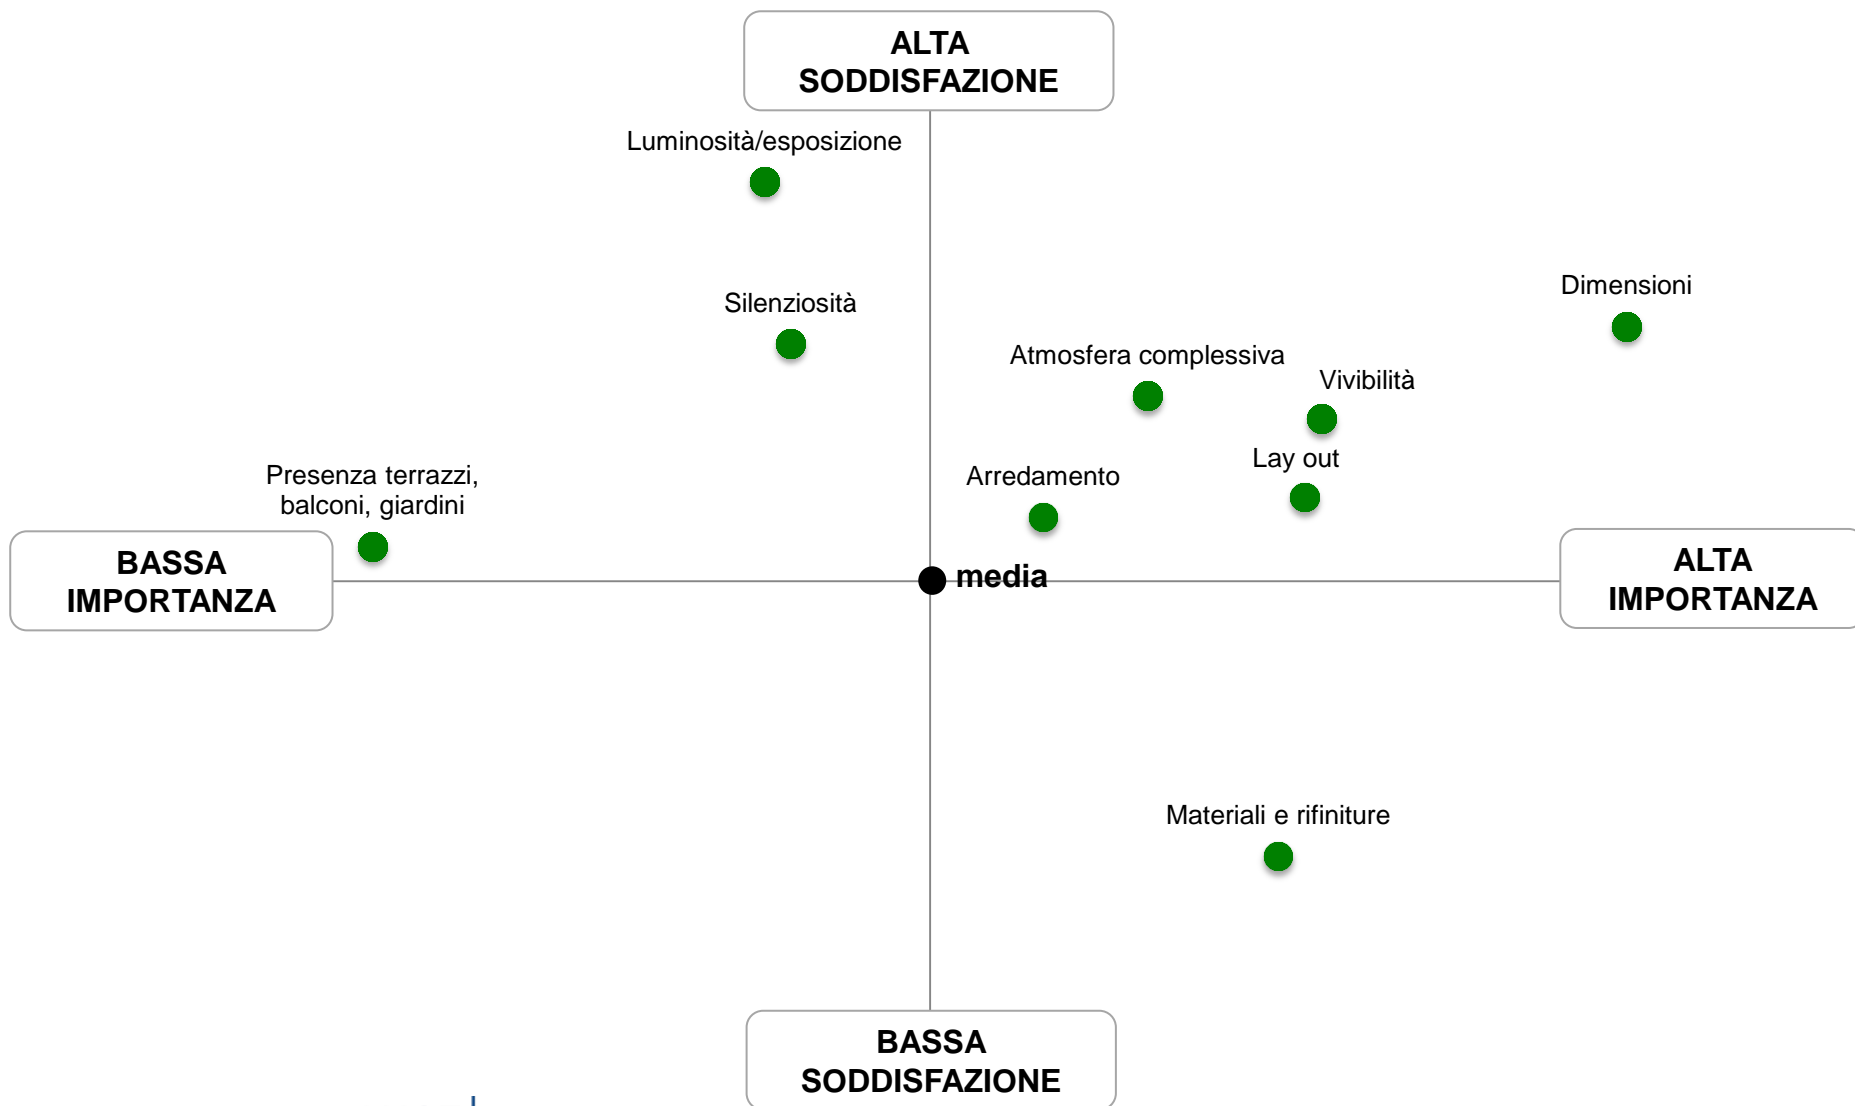 ALTA
SODDISFAZIONE
Luminosità/esposizione
Silenziosità
Dimensioni
Atmosfera complessiva
Vivibilità
Lay out
Arredamento
Presenza terrazzi,
balconi, giardini
BASSA
IMPORTANZA
media
ALTA
IMPORTANZA
Materiali e rifiniture
BASSA
SODDISFAZIONE